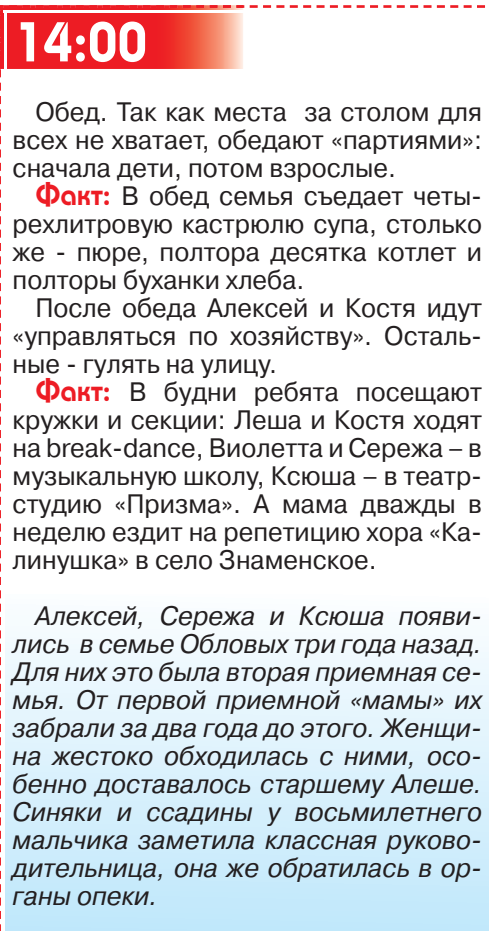 14:00
Обед. Так как места за столом для
всех не хватает, обедают «партиями»:
сначала дети, потом взрослые.
Факт: В обед семья съедает четы-
рехлитровую кастрюлю супа, столько
же - пюре, полтора десятка котлет и
полторы буханки хлеба.
После обеда Алексей и Костя идут
«управляться по хозяйству». Осталь-
ные - гулять на улицу.
Факт: В будни ребята посещают
кружки и секции: Леша и Костя ходят
на break-dance, Виолетта и Сережа – в
музыкальную школу, Ксюша – в театр-
студию «Призма». А мама дважды в
неделю ездит на репетицию хора «Ка-
линушка» в село Знаменское.
Алексей, Сережа и Ксюша появи-
лись в семье Обловых три года назад.
Для них это была вторая приемная се-
мья. От первой приемной «мамы» их
забрали за два года до этого. Женщи-
на жестоко обходилась с ними, осо-
бенно доставалось старшему Алеше.
Синяки и ссадины у восьмилетнего
мальчика заметила классная руково-
дительница, она же обратилась в ор-
ганы опеки.